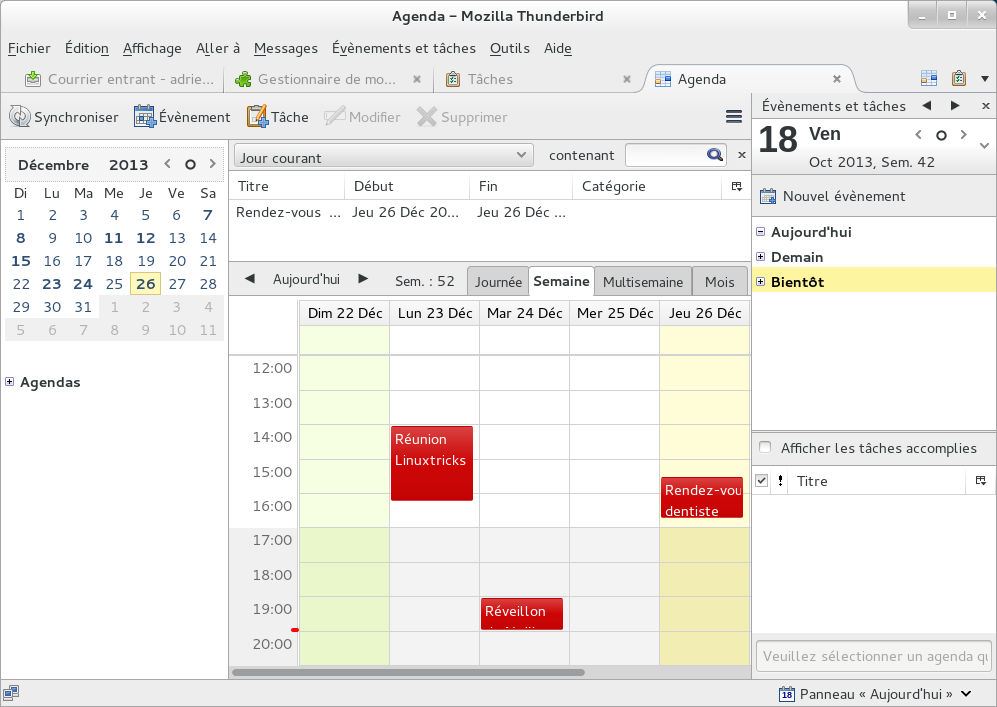 Agenda – Mozilla Thunderbird
Fichier Édition Affichage Aller à Messages Évènements et tâches Outils Aide
Courrier entrant - adrie... Gestionnaire de mo... Tâches Agenda
Synchroniser Évènement Tâche Modifier Supprimer
Décembre 2013
Di Lu Ma Me Je Ve Sa
1 2 3 4 5 6 7
8 9 10 11 12 13 14
15 16 17 18 19 20 21
22 23 24 25 26 27 28
29 30 31 1 2 3 4
5 6 7 8 9 10 11
Agendas
Jour courant contenant
Titre Début Fin Catégorie
Rendez-vous ... Jeu 26 Déc 20... Jeu 26 Déc ...
Aujourd'hui Sem. : 52 Journée Semaine Multisemaine Mois
Dim 22 Déc Lun 23 Déc Mar 24 Déc Mer 25 Déc Jeu 26 Déc
12:00
13:00
14:00
15:00
16:00
17:00
18:00
19:00
20:00
Réunion
Linuxtricks
Réveillon
Rendez-vou
dentiste
Évènements et tâches
18 Ven
Oct 2013, Sem. 42
Nouvel évènement
Aujourd'hui
Demain
Bientôt
Afficher les tâches accomplies
! Titre
Veuillez sélectionner un agenda qu
18 Panneau « Aujourd'hui »